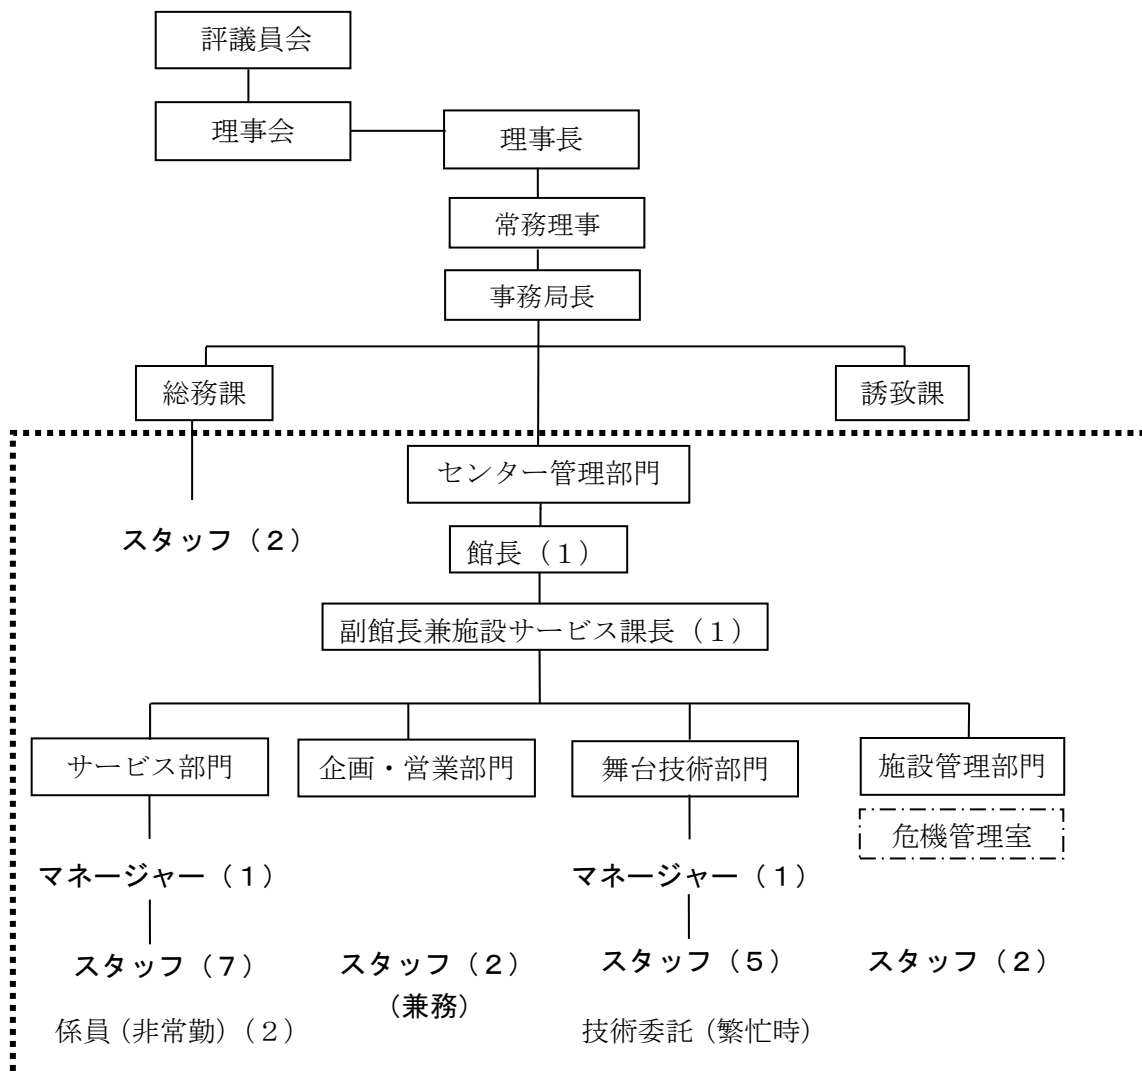 評議員会
理事会
理事長
常務理事
事務局長
総務課
誘致課
センター管理部門
スタッフ（２）
館長（１）
副館長兼施設サービス課長（１）
サービス部門
企画・営業部門
舞台技術部門
施設管理部門
危機管理室
マネージャー（１）
マネージャー（１）
スタッフ（７）
スタッフ（２）
スタッフ（５）
スタッフ（２）
(兼務)
係員(非常勤)（２）
技術委託(繁忙時)